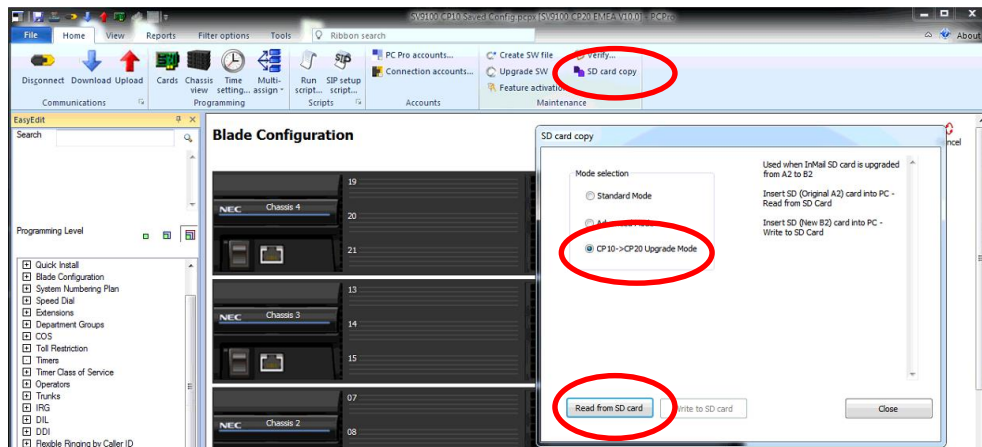 SV9100 CP10 Saved Config.pcpx (SV9100 CP20 EMEA V10.0) - PCPro
File Home View Reports Filter options Tools Ribbon search About
Disconnect Download Upload
Communications
Cards Chassis view Time setting... Multi-assign
Programming
Run script... SIP setup script...
Scripts
PC Pro accounts...
Connection accounts...
Accounts
Create SW file
Upgrade SW
Feature activation
Verify...
SD card copy
Maintenance
EasyEdit
Search
Programming Level
Quick Install
Blade Configuration
System Numbering Plan
Speed Dial
Extensions
Department Groups
COS
Toll Restriction
Timers
Timer Class of Service
Operators
Trunks
IRG
DIL
DDI
Flexible Ringing by Caller ID
Blade Configuration
19
NEC Chassis 4
20
21
13
NEC Chassis 3
14
15
07
NEC Chassis 2
08
SD card copy
Mode selection
Standard Mode
Advanced Mode
CP10->CP20 Upgrade Mode
Used when InMail SD card is upgraded
from A2 to B2
Insert SD (Original A2) card into PC -
Read from SD Card
Insert SD (New B2) card into PC -
Write to SD Card
Read from SD card
Write to SD card
Close
ncel